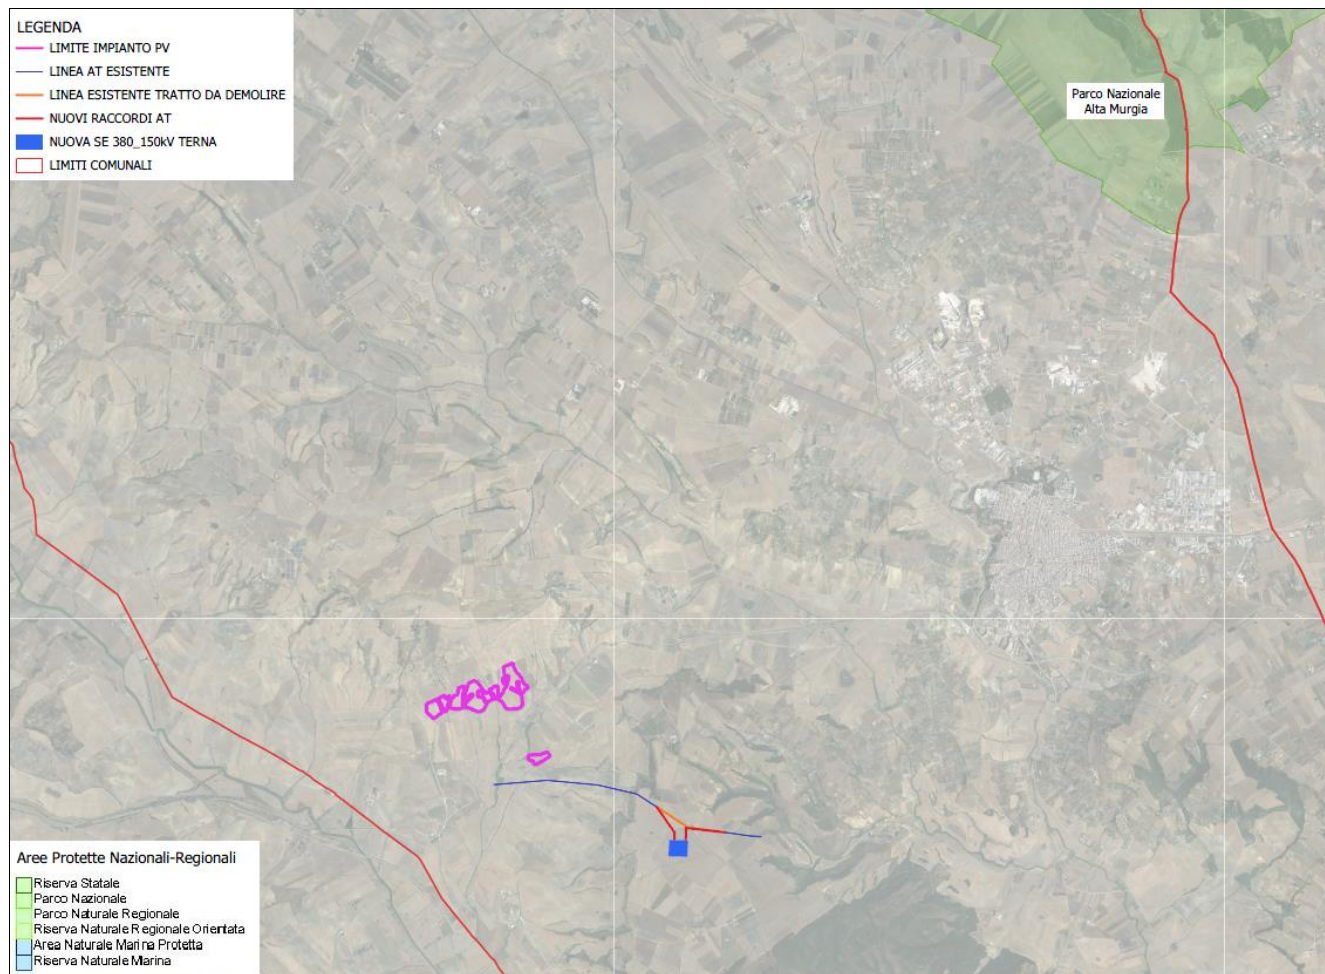 LEGENDA
LIMITE IMPIANTO PV
LINEA AT ESISTENTE
LINEA ESISTENTE TRATTO DA DEMOLIRE
NUOVI RACCORDI AT
NUOVA SE 380_150kV TERNA
LIMITI COMUNALI
Parco Nazionale
Alta Murgia
Aree Protette Nazionali-Regionali
Riserva Statale
Parco Nazionale
Parco Naturale Regionale
Riserva Naturale Regionale Orientata
Area Naturale Marina Protetta
Riserva Naturale Marina